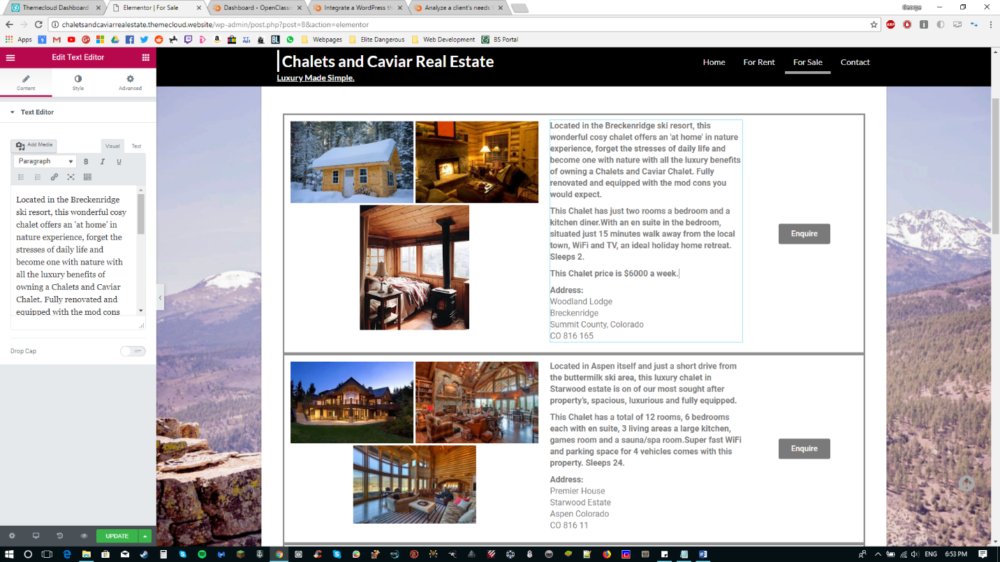 Themecloud Dashboard
Elementor | For Sale
Dashboard - OpenClassr
Integrate a WordPress th
Analyze a client's needs
George
chaletsandcaviarrealestate.themecloud.website/wp-admin/post.php?post=8&action=elementor
Apps
Webpages
Elite Dangerous
Web Development
BS Portal
Edit Text Editor
Content
Style
Advanced
Text Editor
Add Media
Visual
Text
Paragraph
B
I
U
Located in the Breckenridge
ski resort, this wonderful cosy
chalet offers an 'at home' in
nature experience, forget the
stresses of daily life and
become one with nature with
all the luxury benefits of
owning a Chalets and Caviar
Chalet. Fully renovated and
equipped with the mod cons
Drop Cap
OFF
UPDATE
Chalets and Caviar Real Estate
Luxury Made Simple.
Home
For Rent
For Sale
Contact
Located in the Breckenridge ski resort, this
wonderful cosy chalet offers an 'at home' in nature
experience, forget the stresses of daily life and
become one with nature with all the luxury benefits
of owning a Chalets and Caviar Chalet. Fully
renovated and equipped with the mod cons you
would expect.
This Chalet has just two rooms a bedroom and a
kitchen diner.With an en suite in the bedroom,
situated just 15 minutes walk away from the local
town, WiFi and TV, an ideal holiday home retreat.
Sleeps 2.
This Chalet price is $6000 a week.
Address:
Woodland Lodge
Breckenridge
Summit County, Colorado
CO 816 165
Enquire
Located in Aspen itself and just a short drive from
the buttermilk ski area, this luxury chalet in
Starwood estate is on of our most sought after
property's, spacious, luxurious and fully equipped.
This Chalet has a total of 12 rooms, 6 bedrooms
each with en suite, 3 living areas a large kitchen,
games room and a sauna/spa room.Super fast WiFi
and parking space for 4 vehicles comes with this
property. Sleeps 24.
Address:
Premier House
Starwood Estate
Aspen Colorado
CO 816 11
Enquire
ENG
6:53 PM